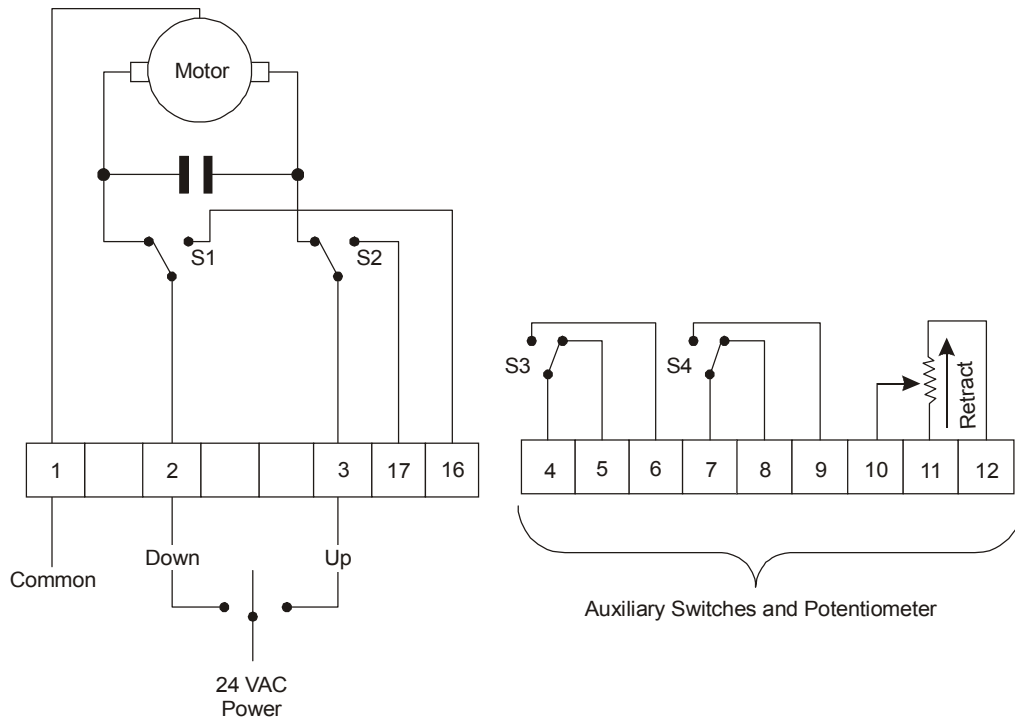 Motor
S1
S2
S3
S4
Retract
1
2
3
17
16
4
5
6
7
8
9
10
11
12
Down
Up
Common
Auxiliary Switches and Potentiometer
24 VAC
Power